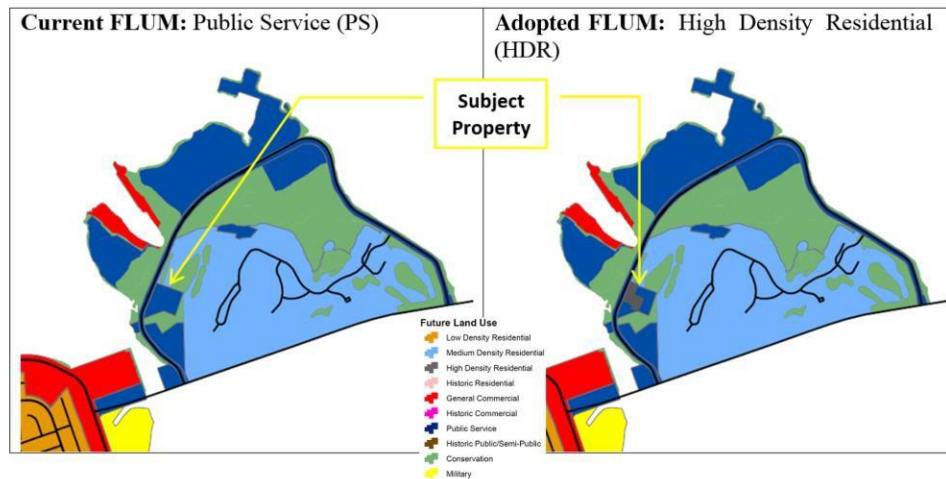 Current FLUM: Public Service (PS)
Adopted FLUM: High Density Residential
(HDR)
Subject
Property
Future Land Use
Low Density Residential
Medium Density Residential
High Density Residential
Historic Residential
General Commercial
Historic Commercial
Public Service
Historic Public/Semi-Public
Conservation
Military